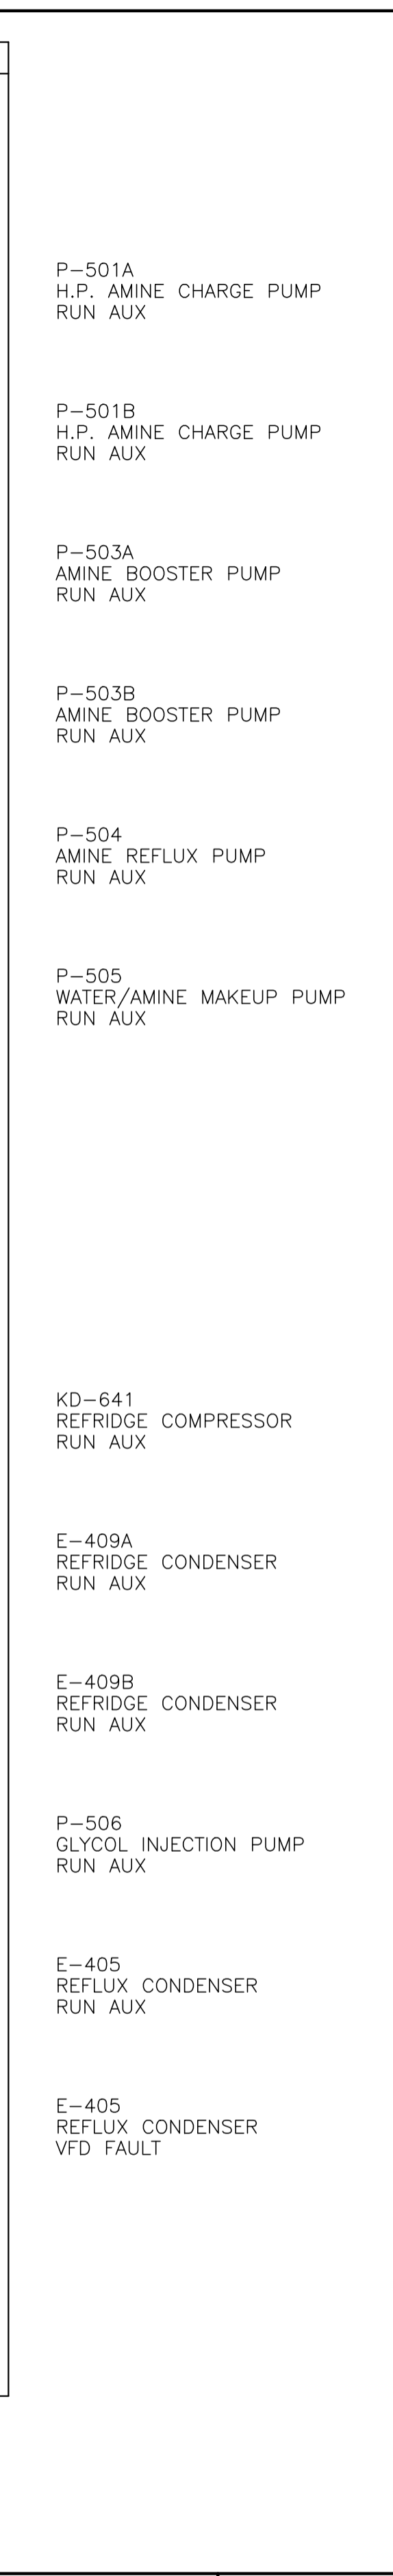 P-501A
H.P. AMINE CHARGE PUMP
RUN AUX
P-501B
H.P. AMINE CHARGE PUMP
RUN AUX
P-503A
AMINE BOOSTER PUMP
RUN AUX
P-503B
AMINE BOOSTER PUMP
RUN AUX
P-504
AMINE REFLUX PUMP
RUN AUX
P-505
WATER/AMINE MAKEUP PUMP
RUN AUX
KD-641
REFRIDGE COMPRESSOR
RUN AUX
E-409A
REFRIDGE CONDENSER
RUN AUX
E-409B
REFRIDGE CONDENSER
RUN AUX
P-506
GLYCOL INJECTION PUMP
RUN AUX
E-405
REFLUX CONDENSER
RUN AUX
E-405
REFLUX CONDENSER
VFD FAULT